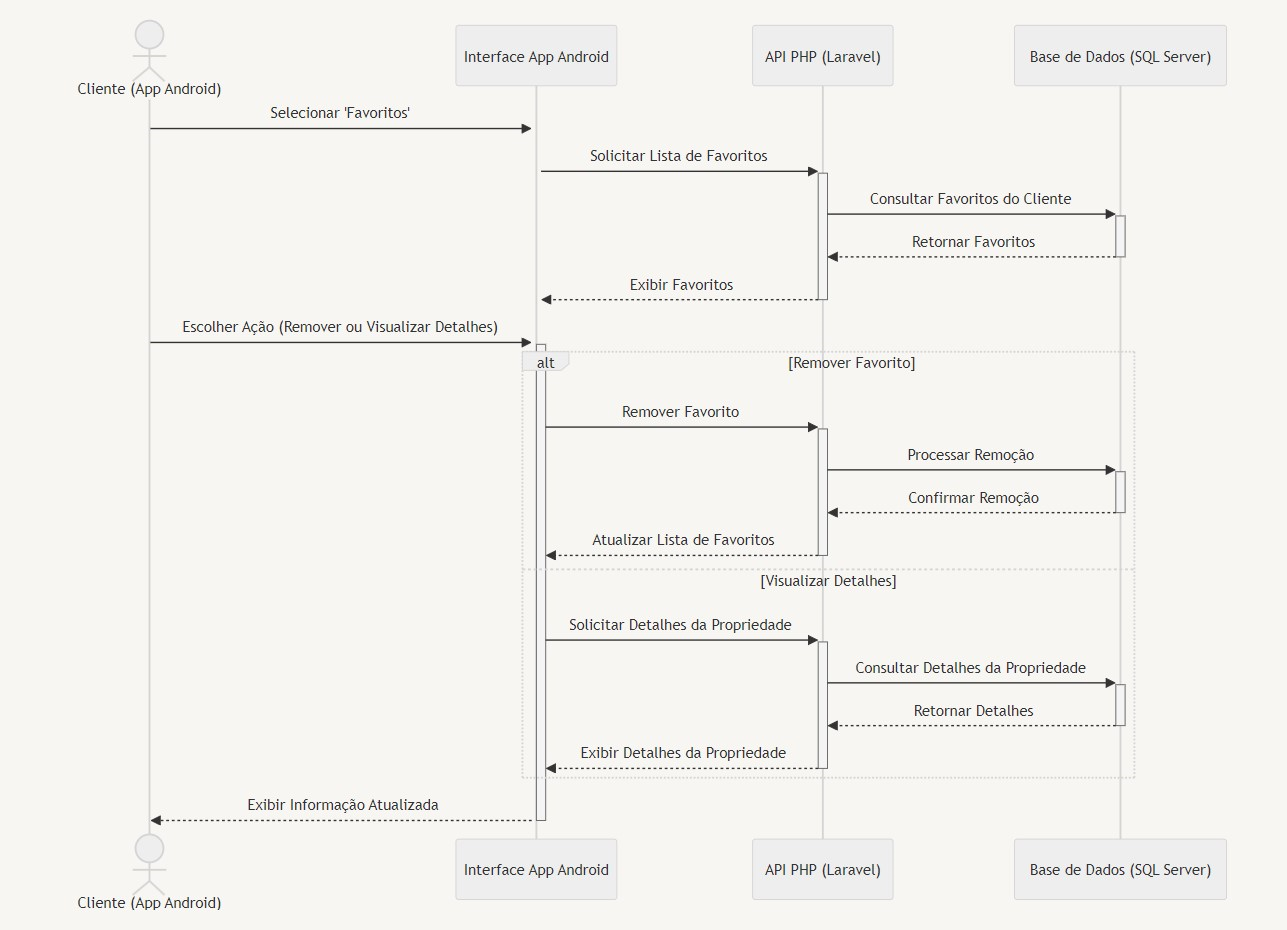 Cliente (App Android)
Interface App Android
API PHP (Laravel)
Base de Dados (SQL Server)
Selecionar 'Favoritos'
Solicitar Lista de Favoritos
Consultar Favoritos do Cliente
Retornar Favoritos
Exibir Favoritos
Escolher Ação (Remover ou Visualizar Detalhes)
alt
[Remover Favorito]
Remover Favorito
Processar Remoção
Confirmar Remoção
Atualizar Lista de Favoritos
[Visualizar Detalhes]
Solicitar Detalhes da Propriedade
Consultar Detalhes da Propriedade
Retornar Detalhes
Exibir Detalhes da Propriedade
Exibir Informação Atualizada
Cliente (App Android)
Interface App Android
API PHP (Laravel)
Base de Dados (SQL Server)